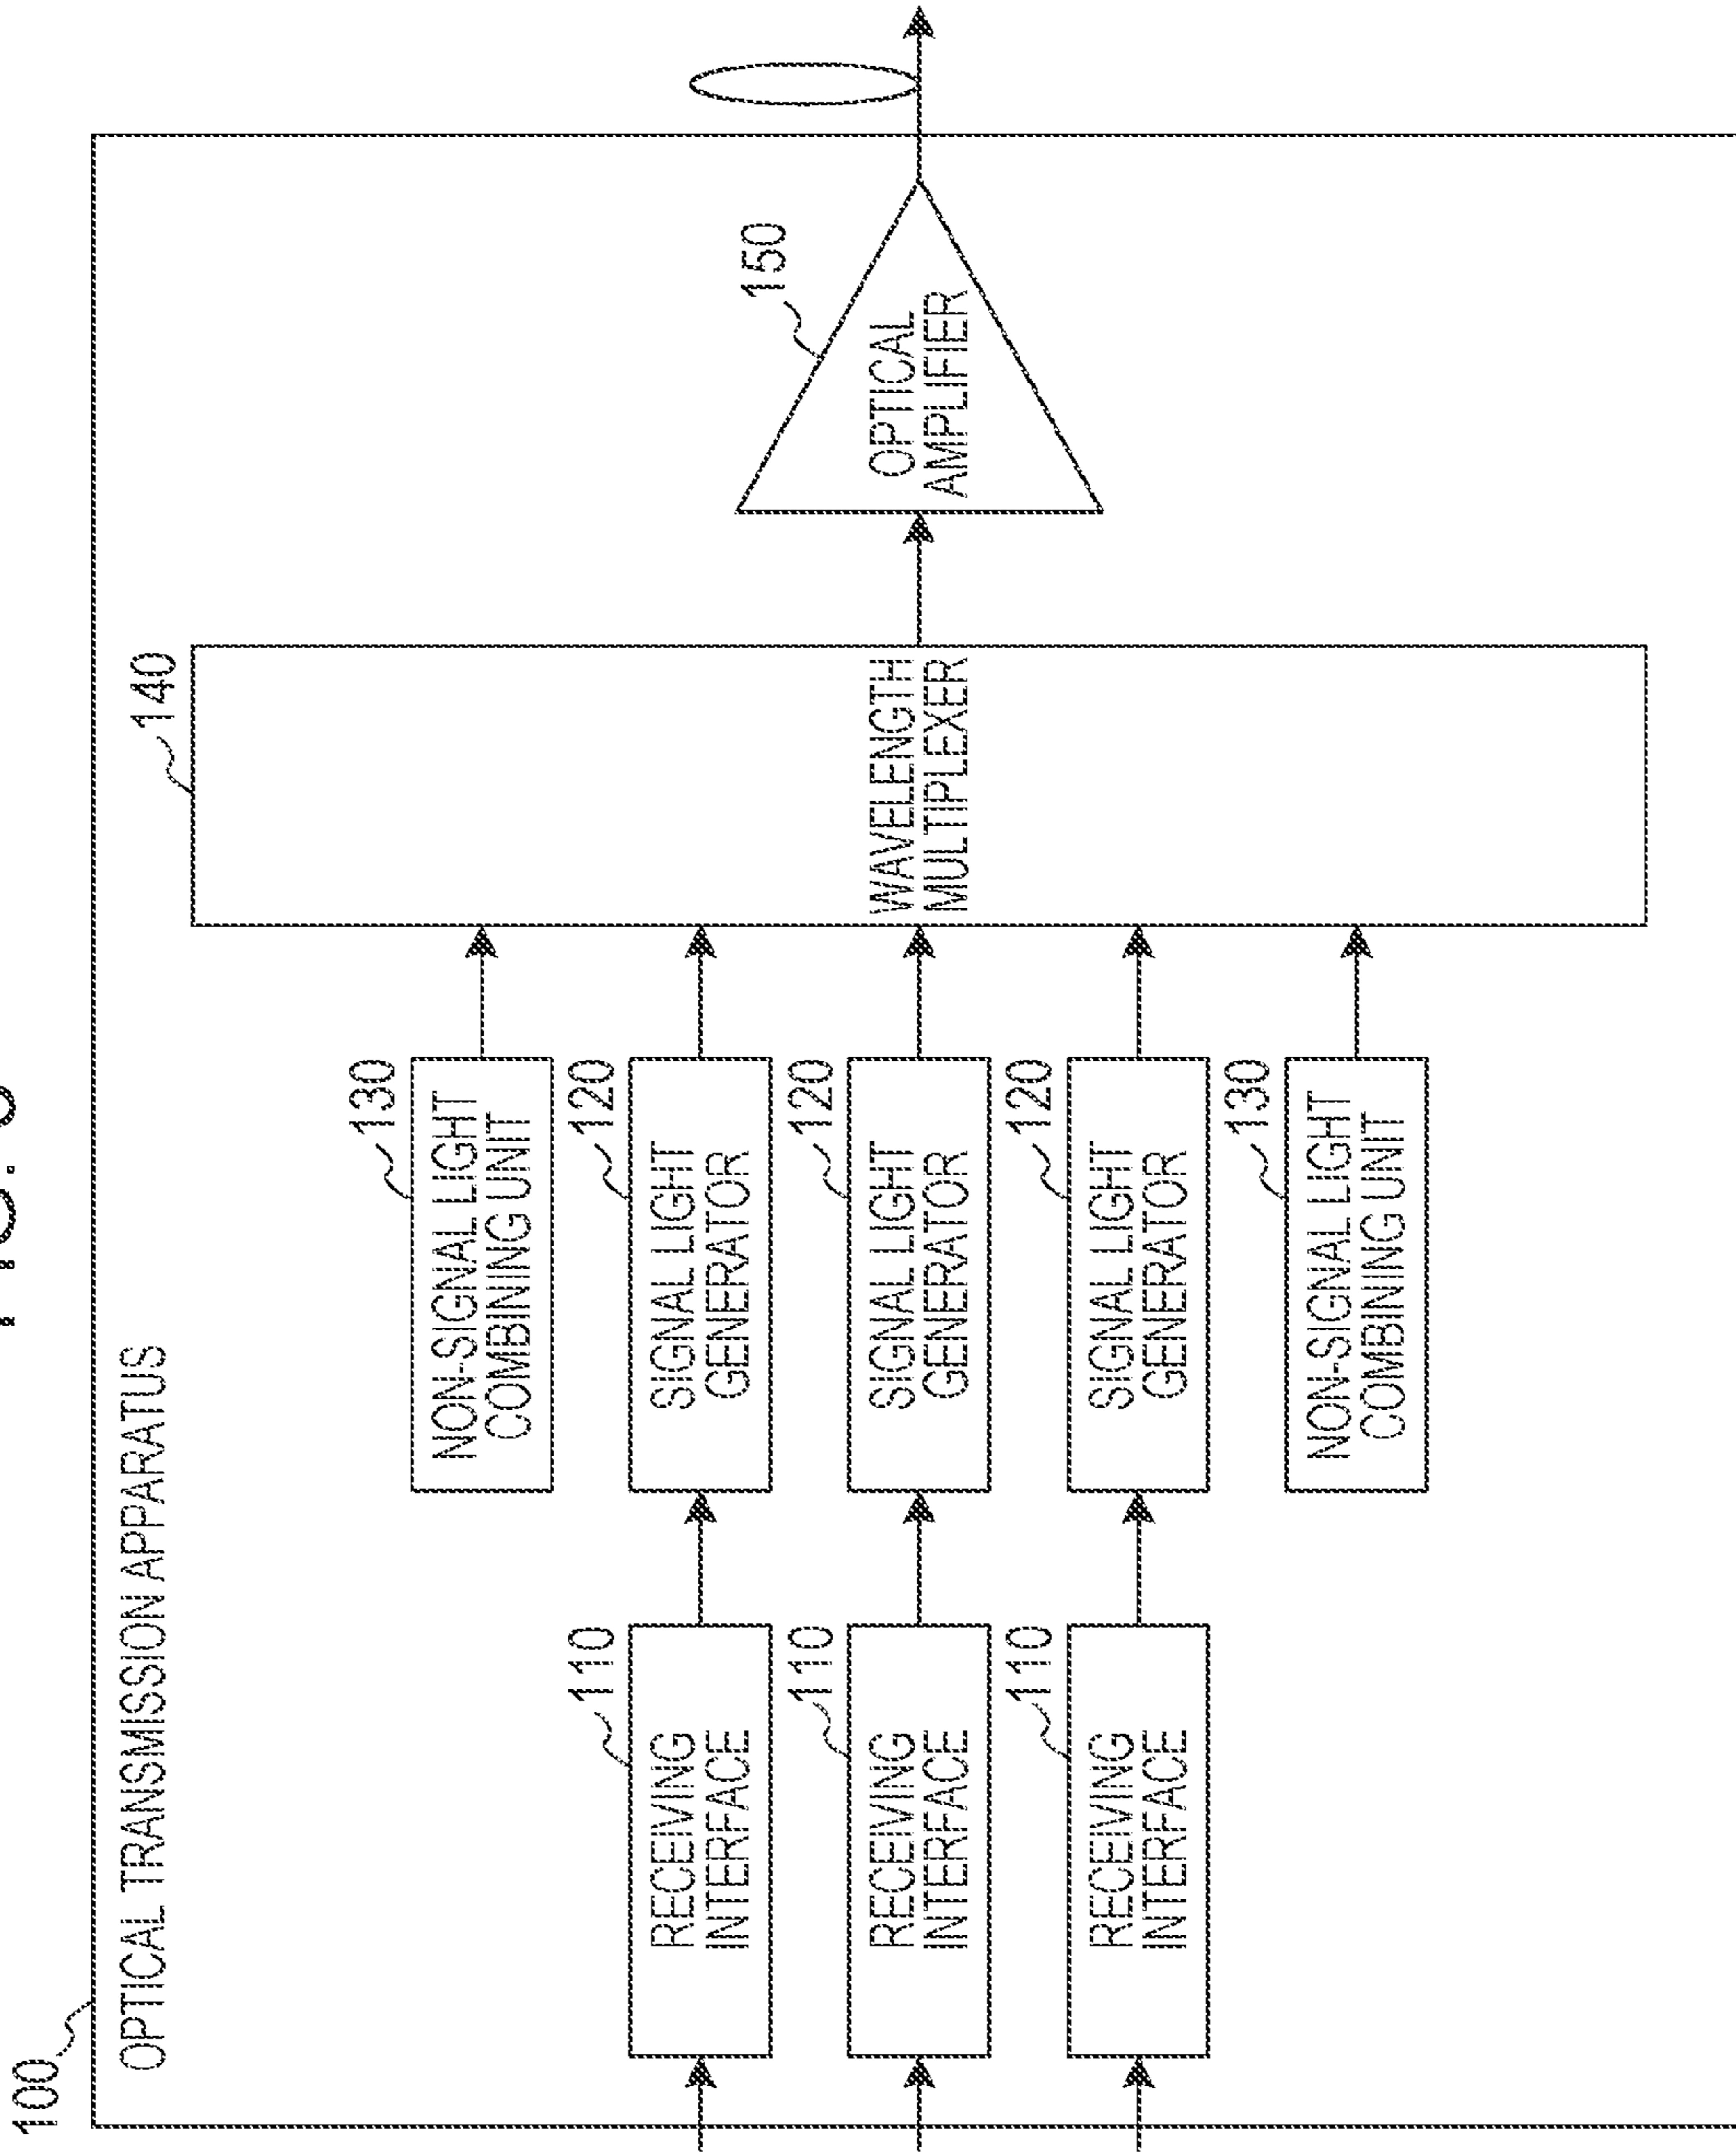 100
OPTICAL TRANSMISSION APPARATUS
140
130
NON-SIGNAL LIGHT
COMBINING UNIT
110
RECEIVING
INTERFACE
120
SIGNAL LIGHT
GENERATOR
110
RECEIVING
INTERFACE
120
SIGNAL LIGHT
GENERATOR
WAVELENGTH
MULTIPLEXER
150
OPTICAL
AMPLIFIER
110
RECEIVING
INTERFACE
120
SIGNAL LIGHT
GENERATOR
130
NON-SIGNAL LIGHT
COMBINING UNIT